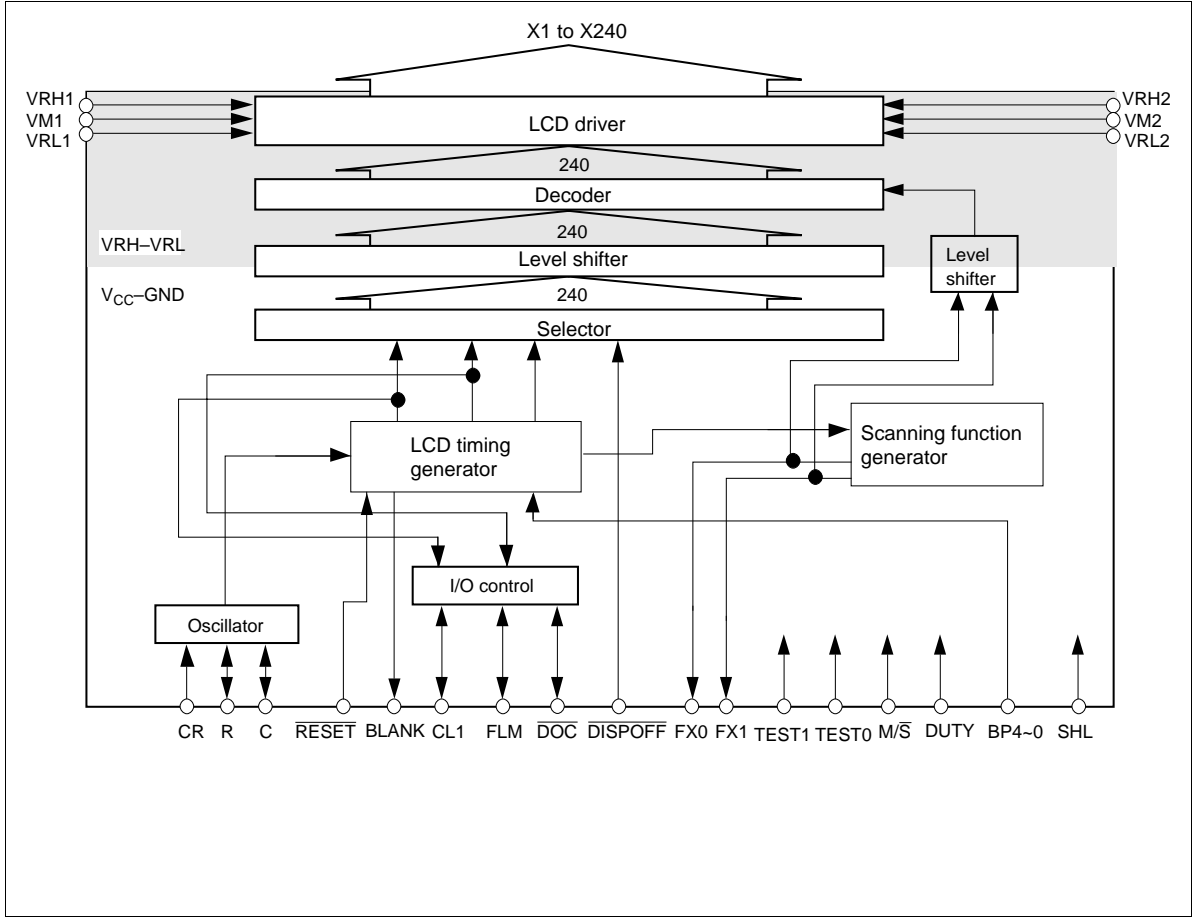 X1 to X240
VRH1
VM1
VRL1
VRH2
VM2
VRL2
LCD driver
240
Decoder
240
VRH–VRL
Level shifter
Level
shifter
VCC–GND
240
Selector
LCD timing
generator
Scanning function
generator
I/O control
Oscillator
CR R C RESET BLANK CL1 FLM DOC DISPOFF FX0 FX1 TEST1 TEST0 M/S DUTY BP4~0 SHL